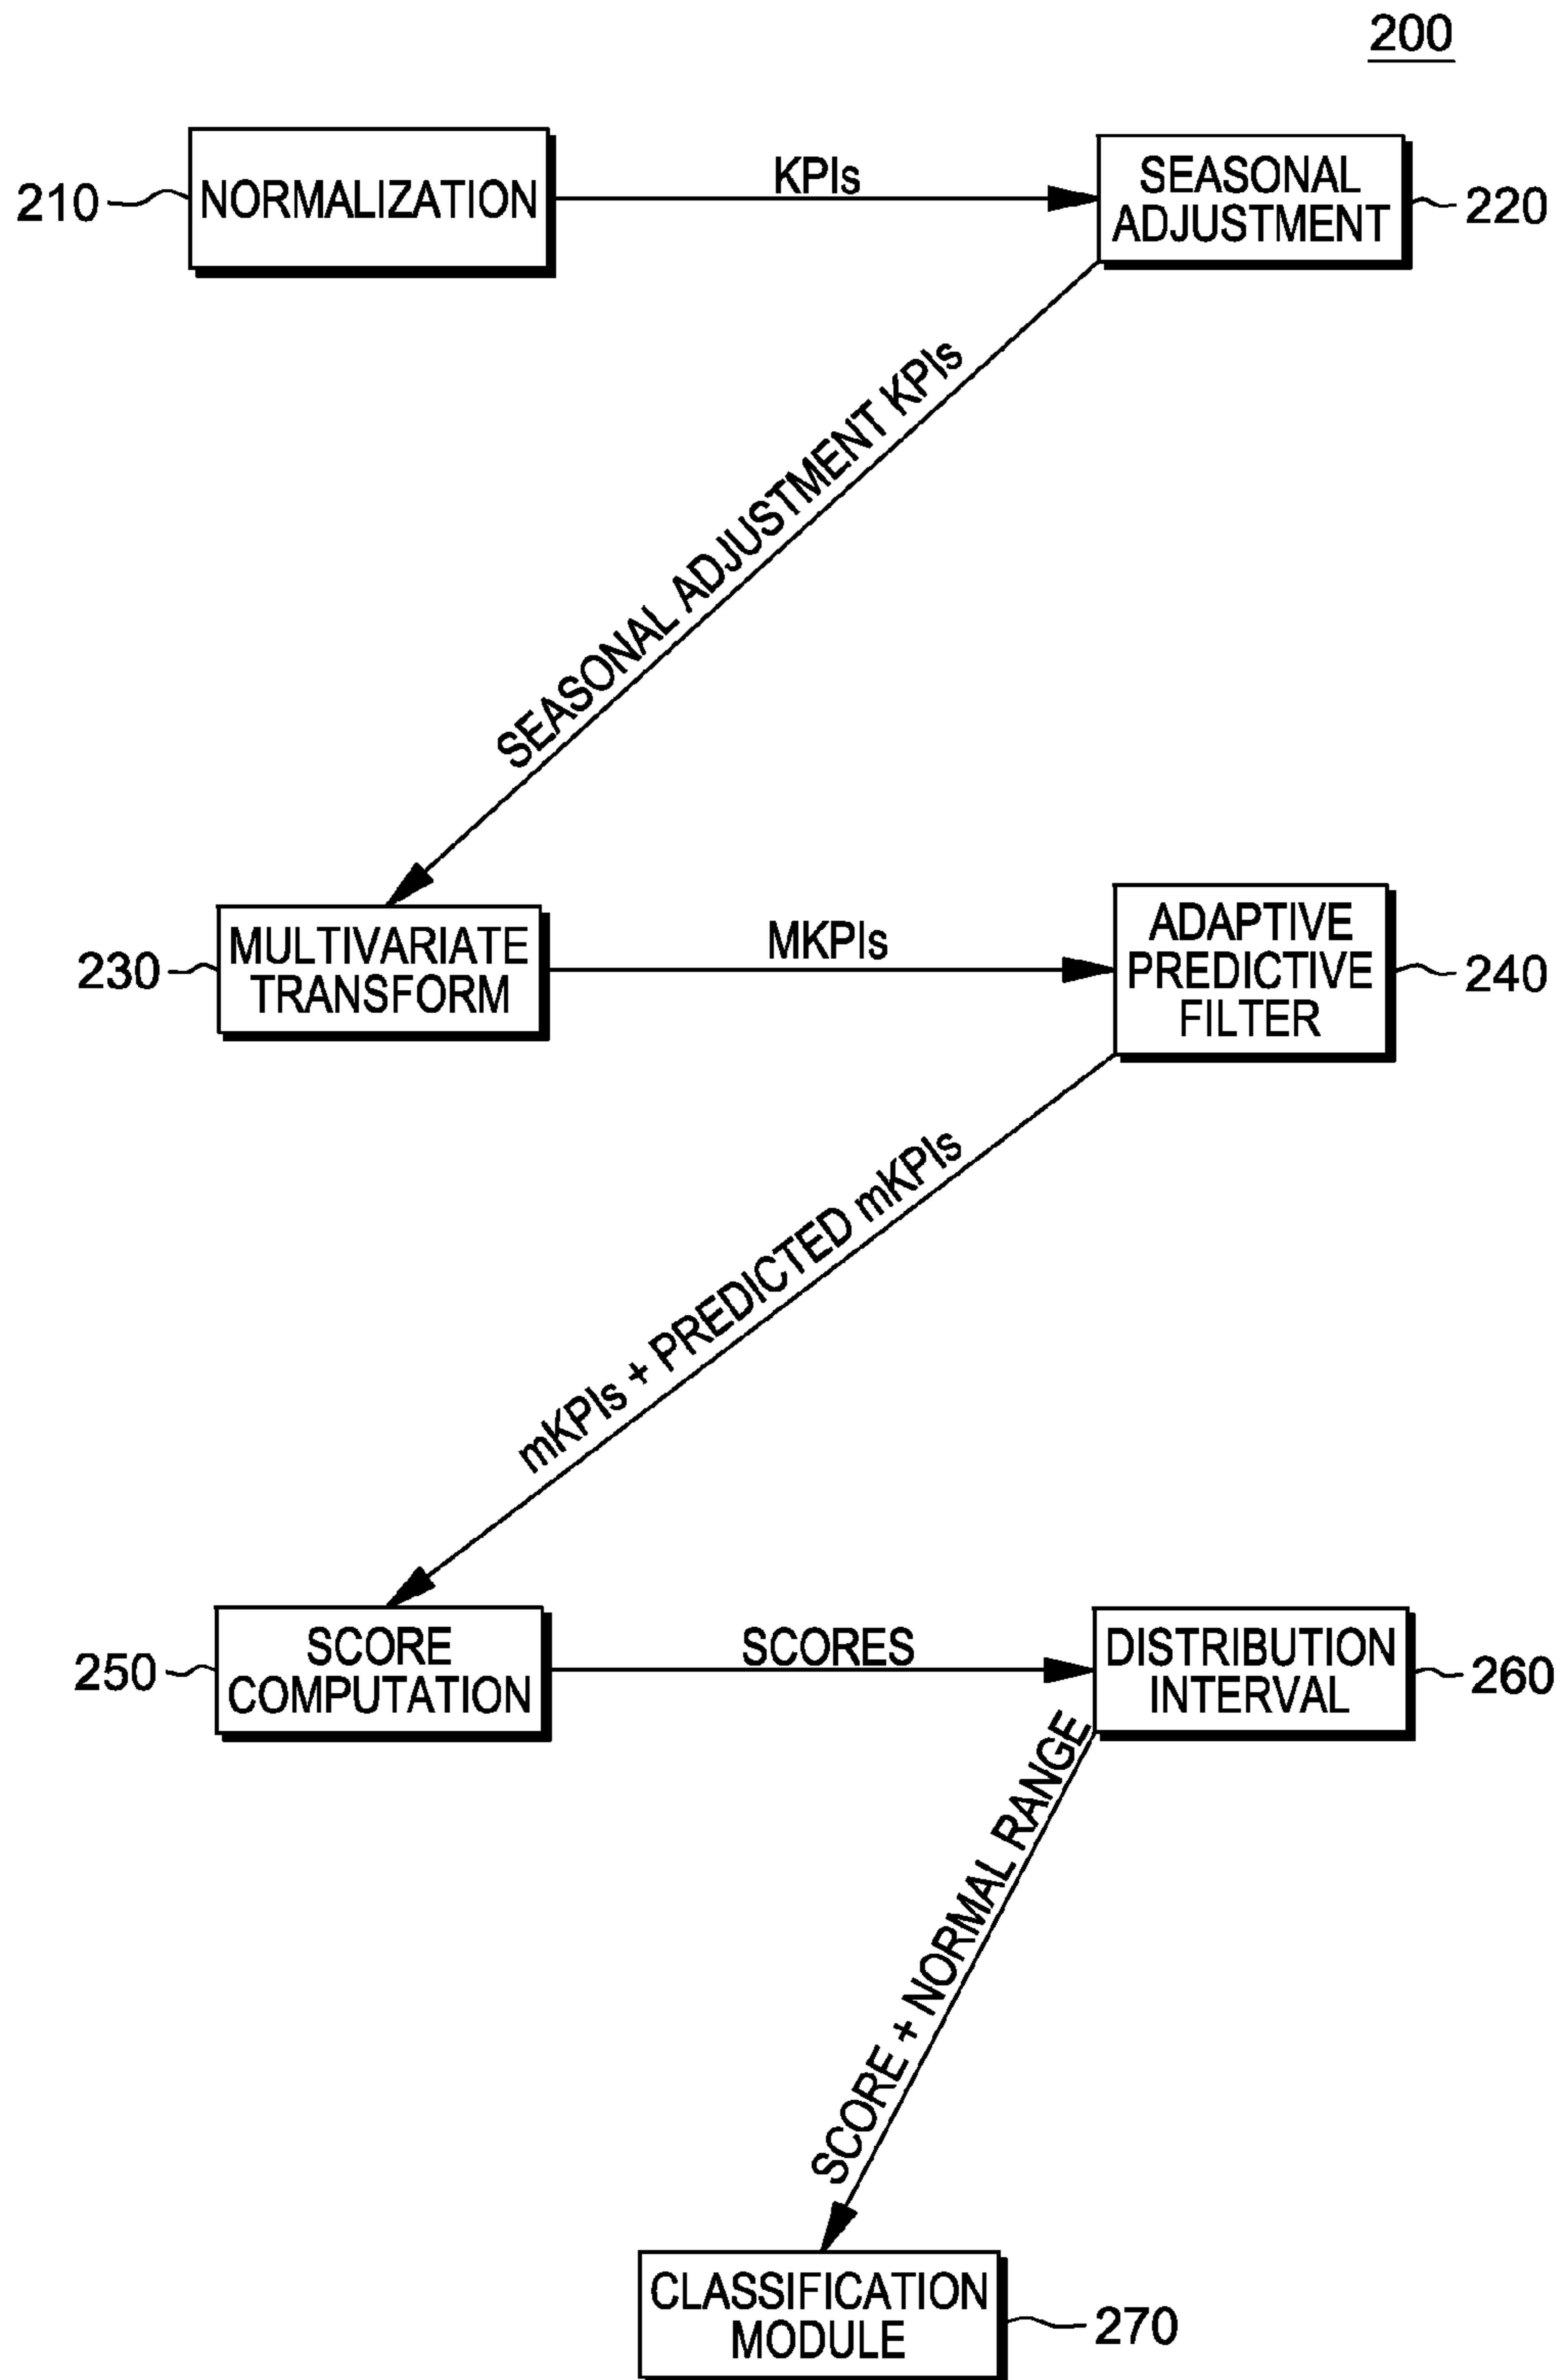 200
210
NORMALIZATION
KPIs
SEASONAL
ADJUSTMENT
220
SEASONAL ADJUSTMENT KPIs
230
MULTIVARIATE
TRANSFORM
MKPIs
ADAPTIVE
PREDICTIVE
FILTER
240
mKPIs + PREDICTED mKPIs
250
SCORE
COMPUTATION
SCORES
DISTRIBUTION
INTERVAL
260
SCORE + NORMAL RANGE
CLASSIFICATION
MODULE
270